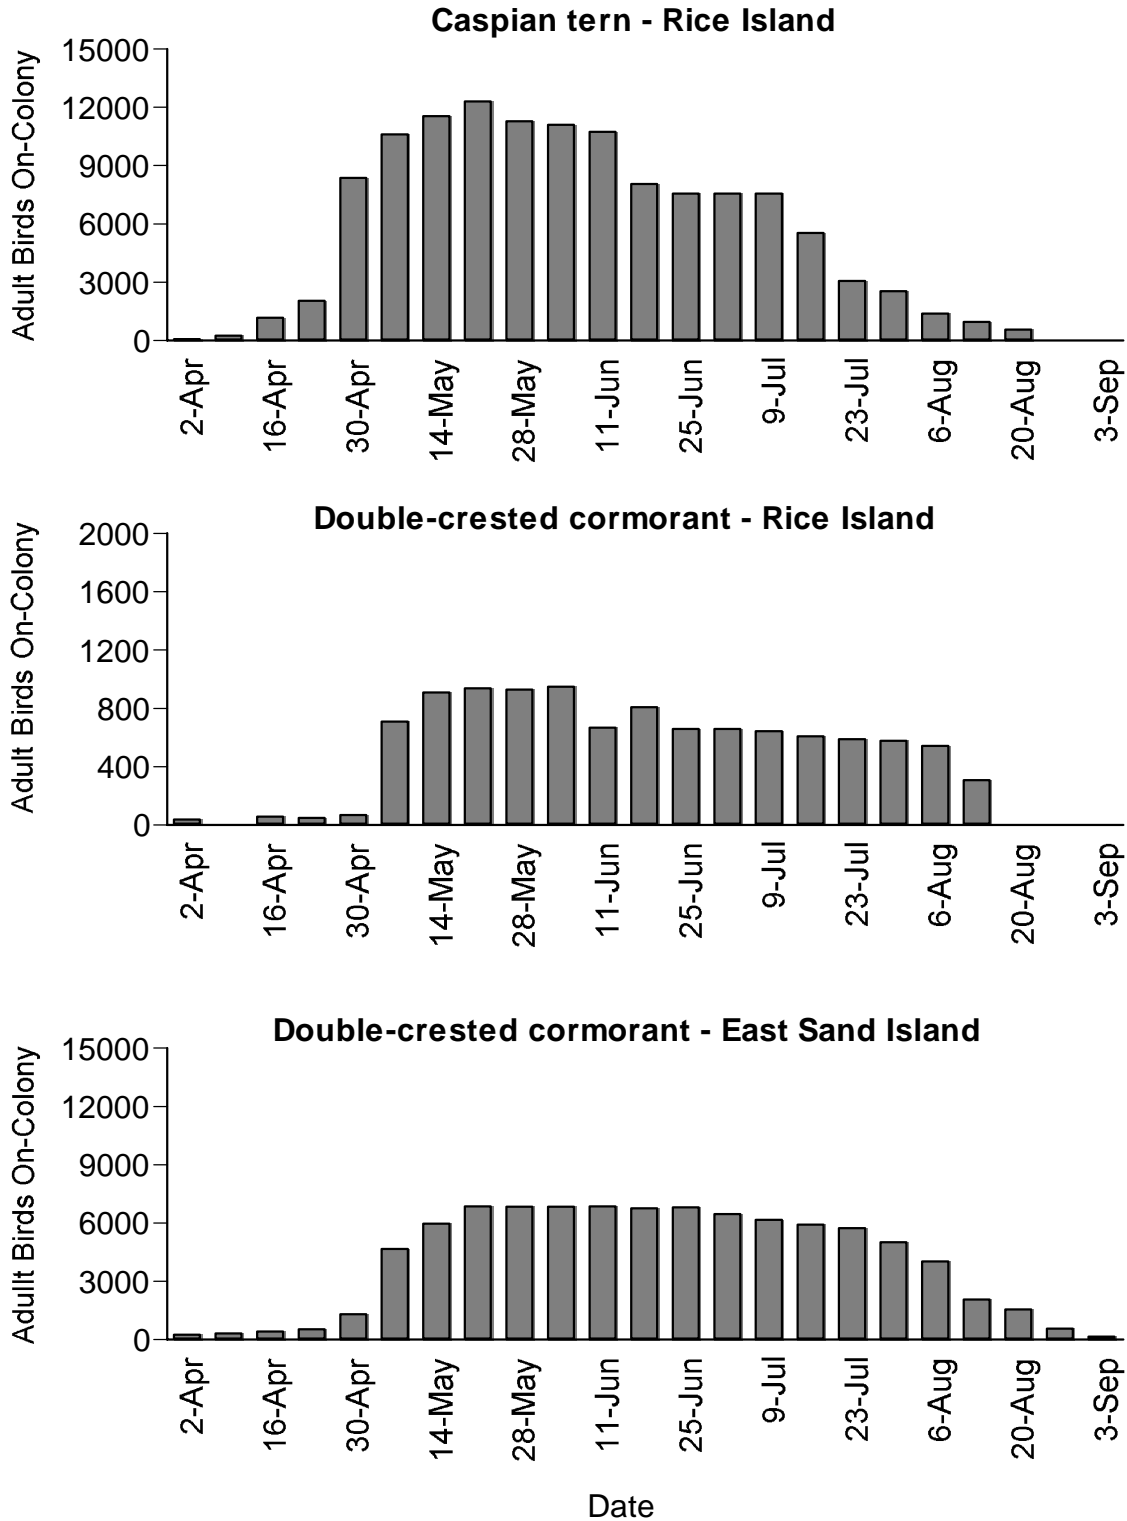 Caspian tern - Rice Island
Adult Birds On-Colony
15000
12000
9000
6000
3000
0
2-Apr
16-Apr
30-Apr
14-May
28-May
11-Jun
25-Jun
9-Jul
23-Jul
6-Aug
20-Aug
3-Sep
Double-crested cormorant - Rice Island
Adult Birds On-Colony
2000
1600
1200
800
400
0
2-Apr
16-Apr
30-Apr
14-May
28-May
11-Jun
25-Jun
9-Jul
23-Jul
6-Aug
20-Aug
3-Sep
Double-crested cormorant - East Sand Island
Adullt Birds On-Colony
15000
12000
9000
6000
3000
0
2-Apr
16-Apr
30-Apr
14-May
28-May
11-Jun
25-Jun
9-Jul
23-Jul
6-Aug
20-Aug
3-Sep
Date